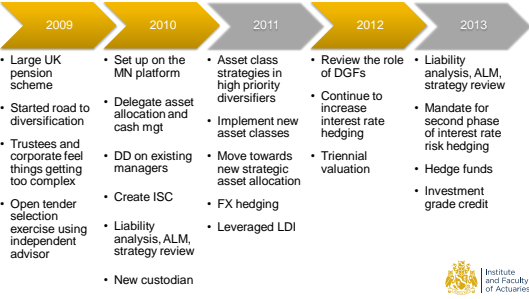 2009
2010
2011
2012
2013
• Large UK
pension
scheme
• Started road to
diversification
• Trustees and
corporate feel
things getting
too complex
• Open tender
selection
exercise using
independent
advisor
• Set up on the
MN platform
• Delegate asset
allocation and
cash mgt
• DD on existing
managers
• Create ISC
• Liability
analysis, ALM,
strategy review
• New custodian
• Asset class
strategies in
high priority
diversifiers
• Implement new
asset classes
• Move towards
new strategic
asset allocation
• FX hedging
• Leveraged LDI
• Review the role
of DGFs
• Continue to
increase
interest rate
hedging
• Triennial
valuation
• Liability
analysis, ALM,
strategy review
• Mandate for
second phase
of interest rate
risk hedging
• Hedge funds
• Investment
grade credit
Institute
and Faculty
of Actuaries